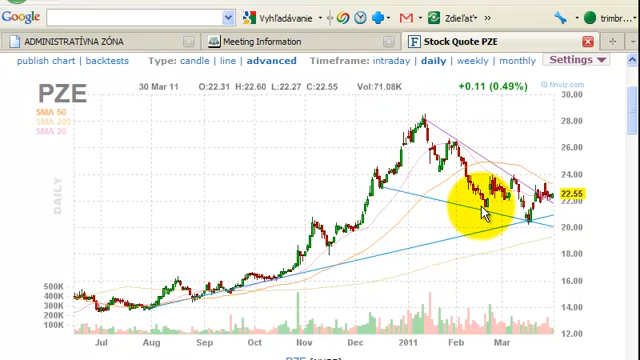 Google Vyhľadávanie Zdieľať trimbr
ADMINISTRATÍVNA ZÓNA Meeting Information Stock Quote PZE
publish chart | backtests Type: candle | line | advanced Timeframe: intraday | daily | weekly | monthly Settings
PZE 30 Mar 11 O:22.31 H:22.60 L:22.27 C:22.55 Vol:71.08K +0.11 (0.49%) © finviz.com
30.00
SMA 50
SMA 200
SMA 20
28.00
26.00
24.00
DAILY
22.55
22.00
20.00
18.00
16.00
14.00
12.00
500K
400K
300K
200K
100K
Jul Aug Sep Oct Nov Dec 2011 Feb Mar